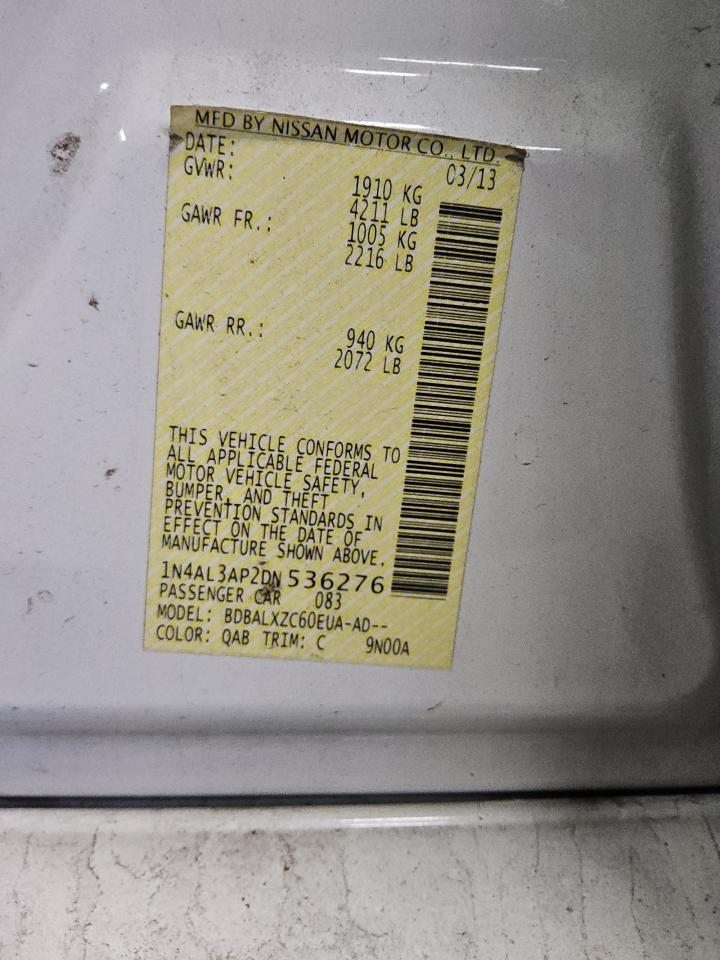 MFD BY NISSAN MOTOR CO., LTD.
DATE: 03/13
GVWR: 1910 KG
4211 LB
GAWR FR.: 1005 KG
2216 LB
GAWR RR.: 940 KG
2072 LB
THIS VEHICLE CONFORMS TO
ALL APPLICABLE FEDERAL
MOTOR VEHICLE SAFETY,
BUMPER, AND THEFT
PREVENTION STANDARDS IN
EFFECT ON THE DATE OF
MANUFACTURE SHOWN ABOVE.
1N4AL3AP2DN536276
PASSENGER CAR 083
MODEL: BDBALXZC60EUA-AD--
COLOR: QAB TRIM: C 9N00A